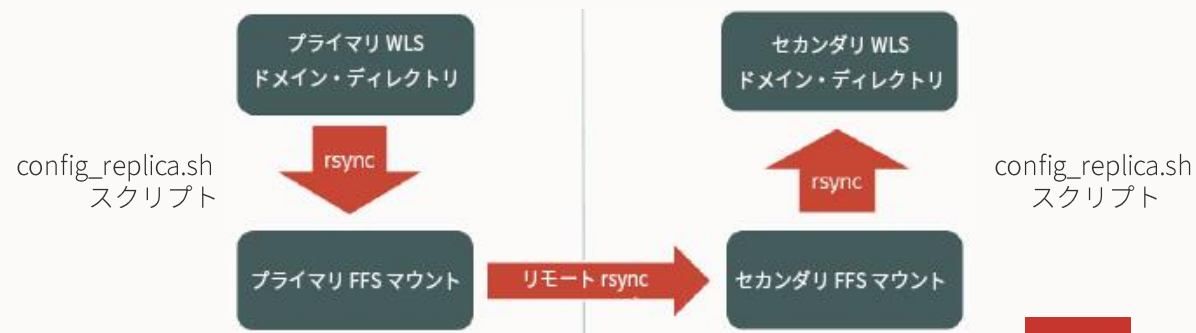 プライマリ WLS
ドメイン・ディレクトリ
セカンダリ WLS
ドメイン・ディレクトリ
config_replica.sh
スクリプト
rsync
rsync
config_replica.sh
スクリプト
プライマリ FFS マウント
リモート rsync
セカンダリ FFS マウント